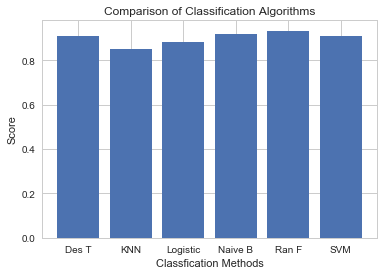 Comparison of Classification Algorithms
Score
0.8
0.6
0.4
0.2
0.0
Des T KNN Logistic Naive B Ran F SVM
Classfication Methods